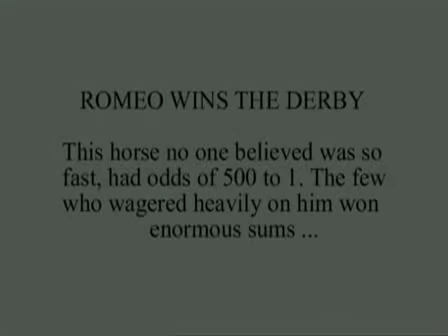 ROMEO WINS THE DERBY
This horse no one believed was so
fast, had odds of 500 to 1. The few
who wagered heavily on him won
enormous sums ...